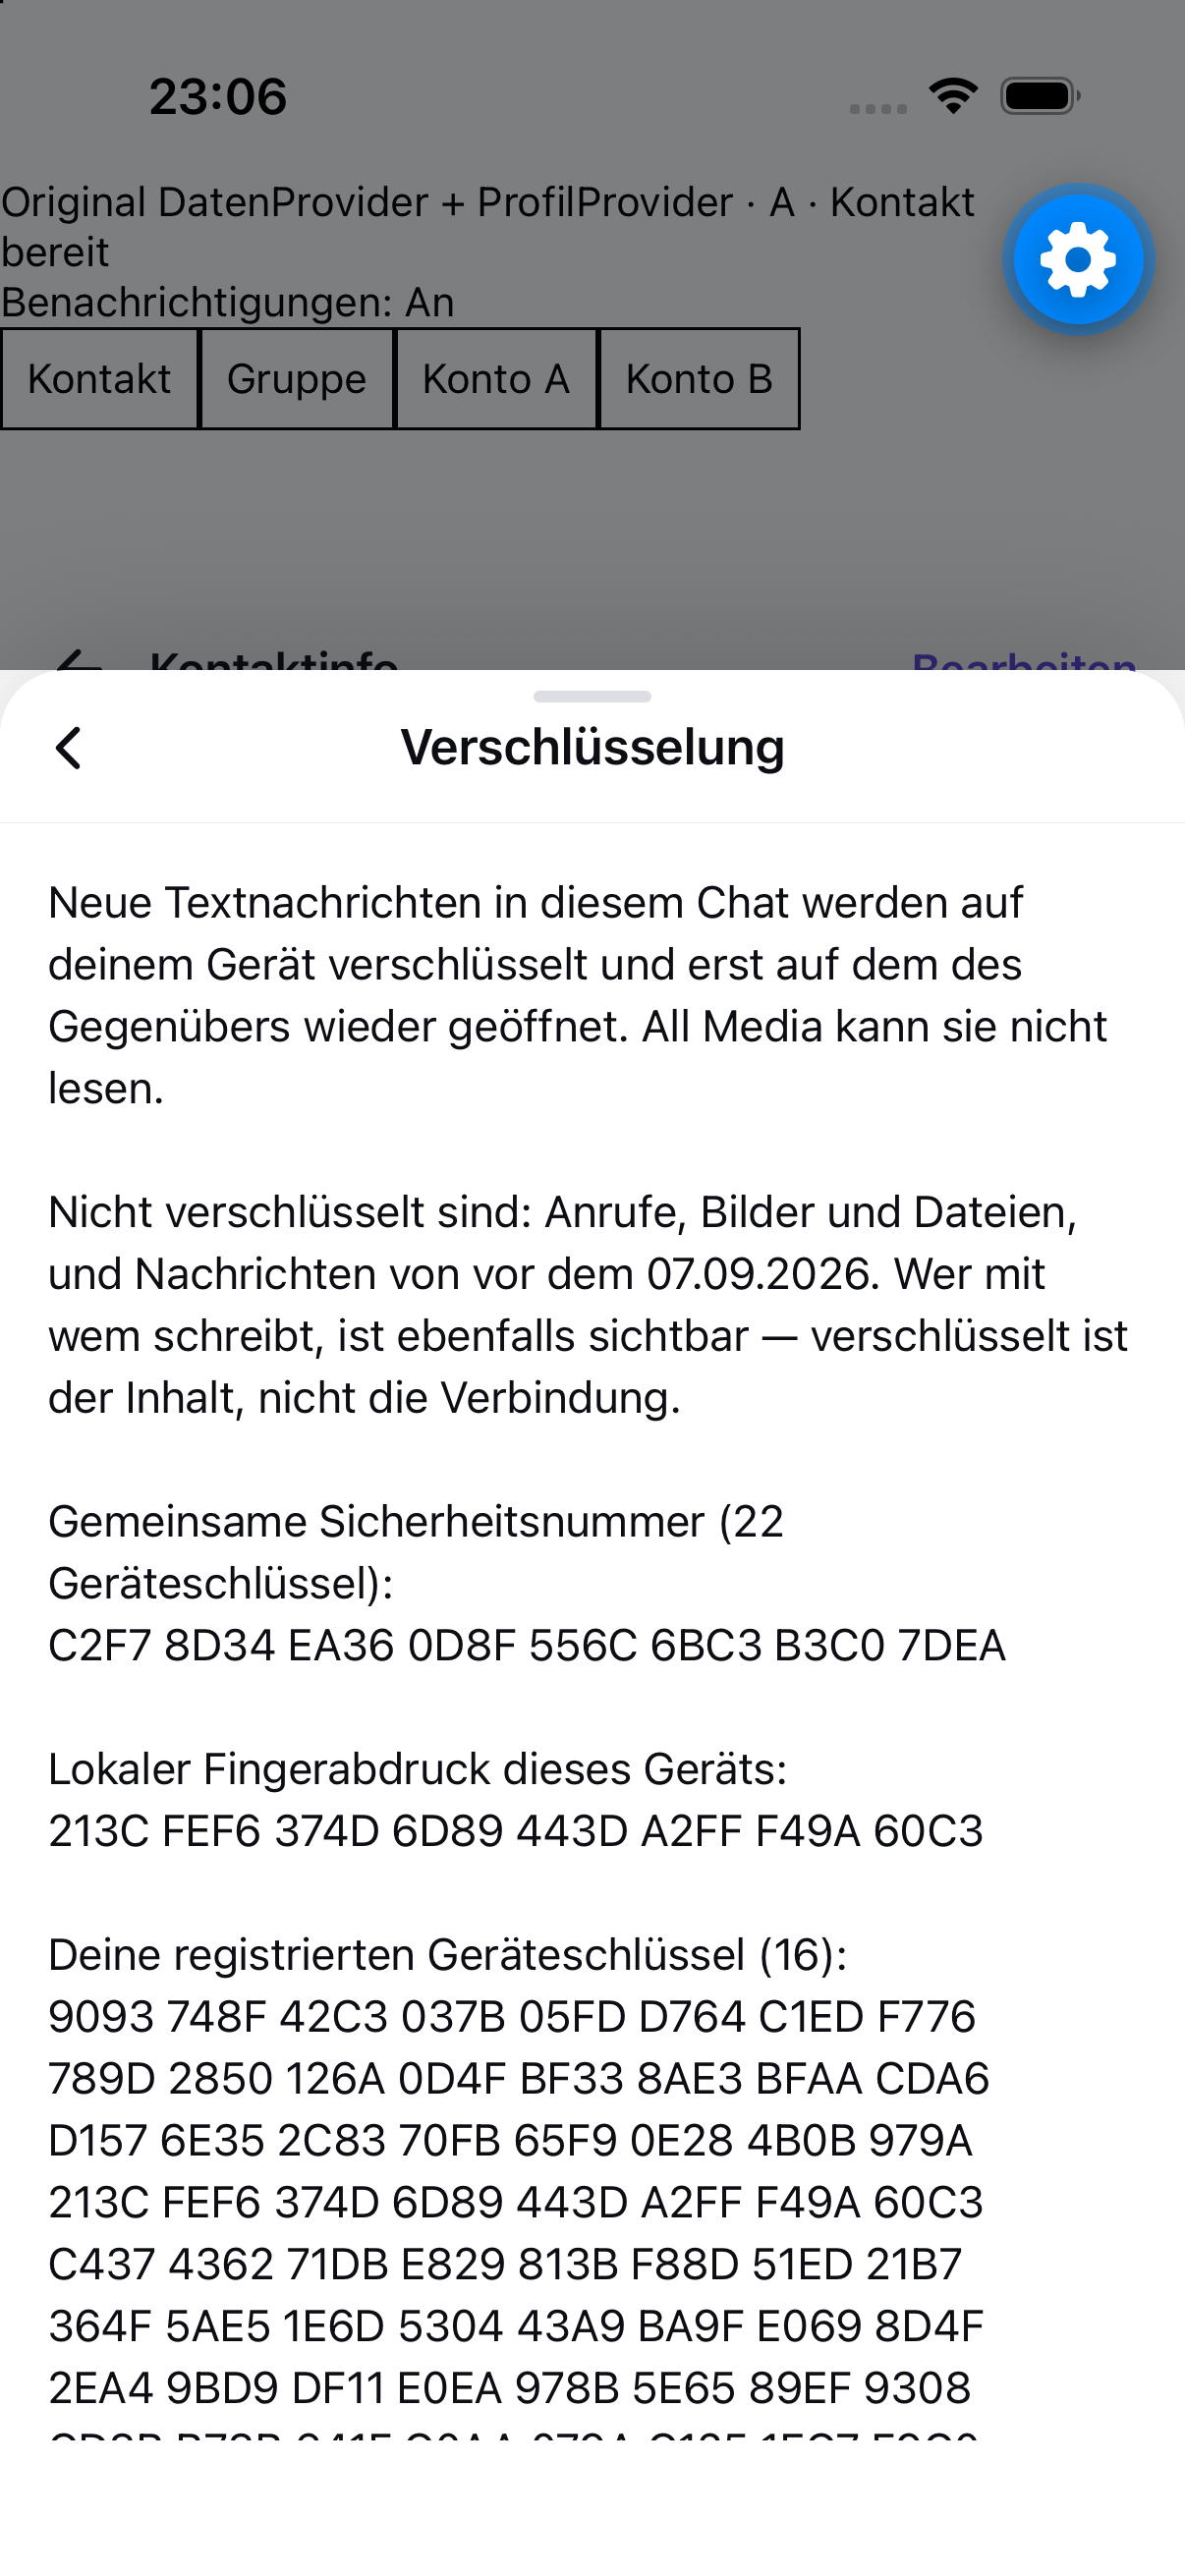 23:06
Original DatenProvider + ProfilProvider · A · Kontakt
bereit
Benachrichtigungen: An
Kontakt Gruppe Konto A Konto B
Kontaktinfo Bearbeiten
Verschlüsselung
Neue Textnachrichten in diesem Chat werden auf
deinem Gerät verschlüsselt und erst auf dem des
Gegenübers wieder geöffnet. All Media kann sie nicht
lesen.
Nicht verschlüsselt sind: Anrufe, Bilder und Dateien,
und Nachrichten von vor dem 07.09.2026. Wer mit
wem schreibt, ist ebenfalls sichtbar — verschlüsselt ist
der Inhalt, nicht die Verbindung.
Gemeinsame Sicherheitsnummer (22
Geräteschlüssel):
C2F7 8D34 EA36 0D8F 556C 6BC3 B3C0 7DEA
Lokaler Fingerabdruck dieses Geräts:
213C FEF6 374D 6D89 443D A2FF F49A 60C3
Deine registrierten Geräteschlüssel (16):
9093 748F 42C3 037B 05FD D764 C1ED F776
789D 2850 126A 0D4F BF33 8AE3 BFAA CDA6
D157 6E35 2C83 70FB 65F9 0E28 4B0B 979A
213C FEF6 374D 6D89 443D A2FF F49A 60C3
C437 4362 71DB E829 813B F88D 51ED 21B7
364F 5AE5 1E6D 5304 43A9 BA9F E069 8D4F
2EA4 9BD9 DF11 E0EA 978B 5E65 89EF 9308